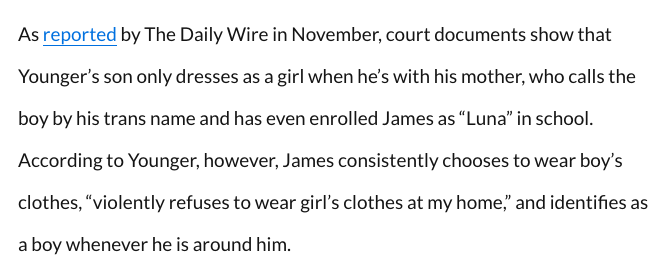 As reported by The Daily Wire in November, court documents show that
Younger’s son only dresses as a girl when he’s with his mother, who calls the
boy by his trans name and has even enrolled James as “Luna” in school.
According to Younger, however, James consistently chooses to wear boy’s
clothes, “violently refuses to wear girl’s clothes at my home,” and identifies as
a boy whenever he is around him.